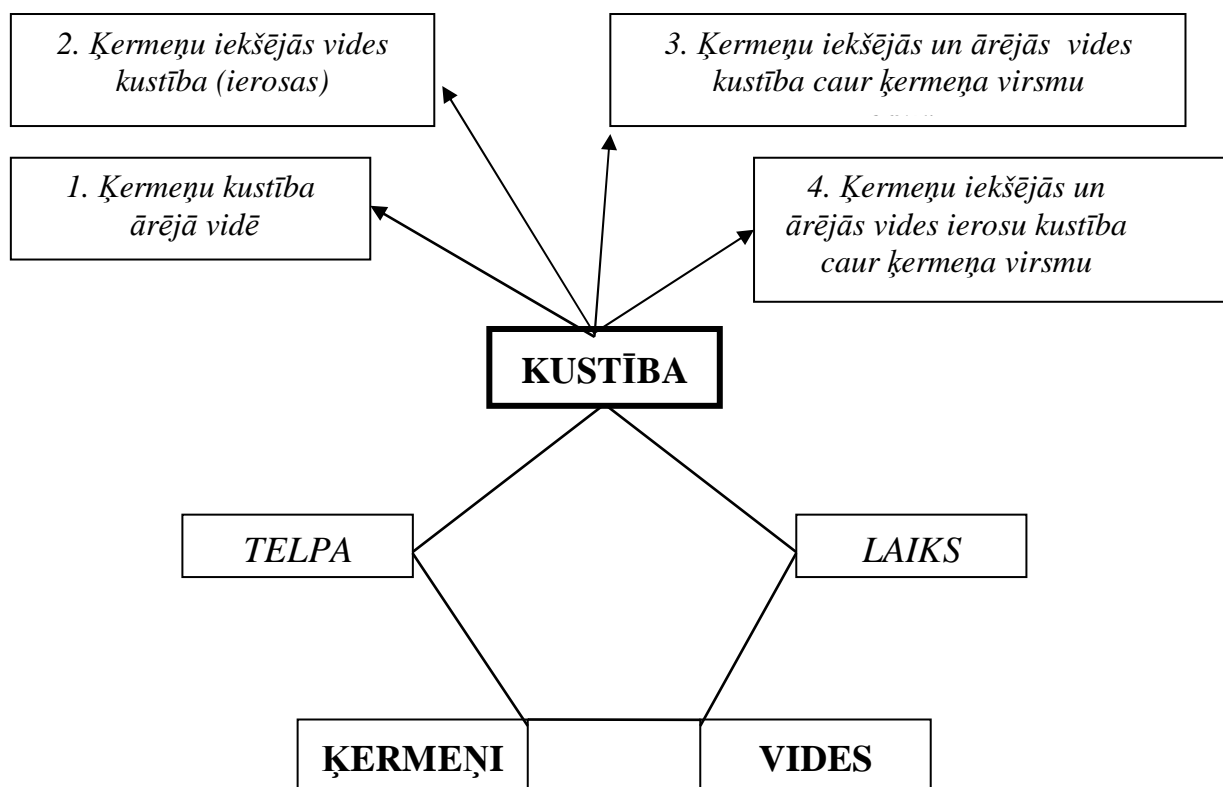 2. Ķermeņu iekšējās vides
kustība (ierosas)
3. Ķermeņu iekšējās un ārējās vides
kustība caur ķermeņa virsmu
1. Ķermeņu kustība
ārējā vidē
4. Ķermeņu iekšējās un
ārējās vides ierosu kustība
caur ķermeņa virsmu
KUSTĪBA
TELPA
LAIKS
ĶERMEŅI
VIDES